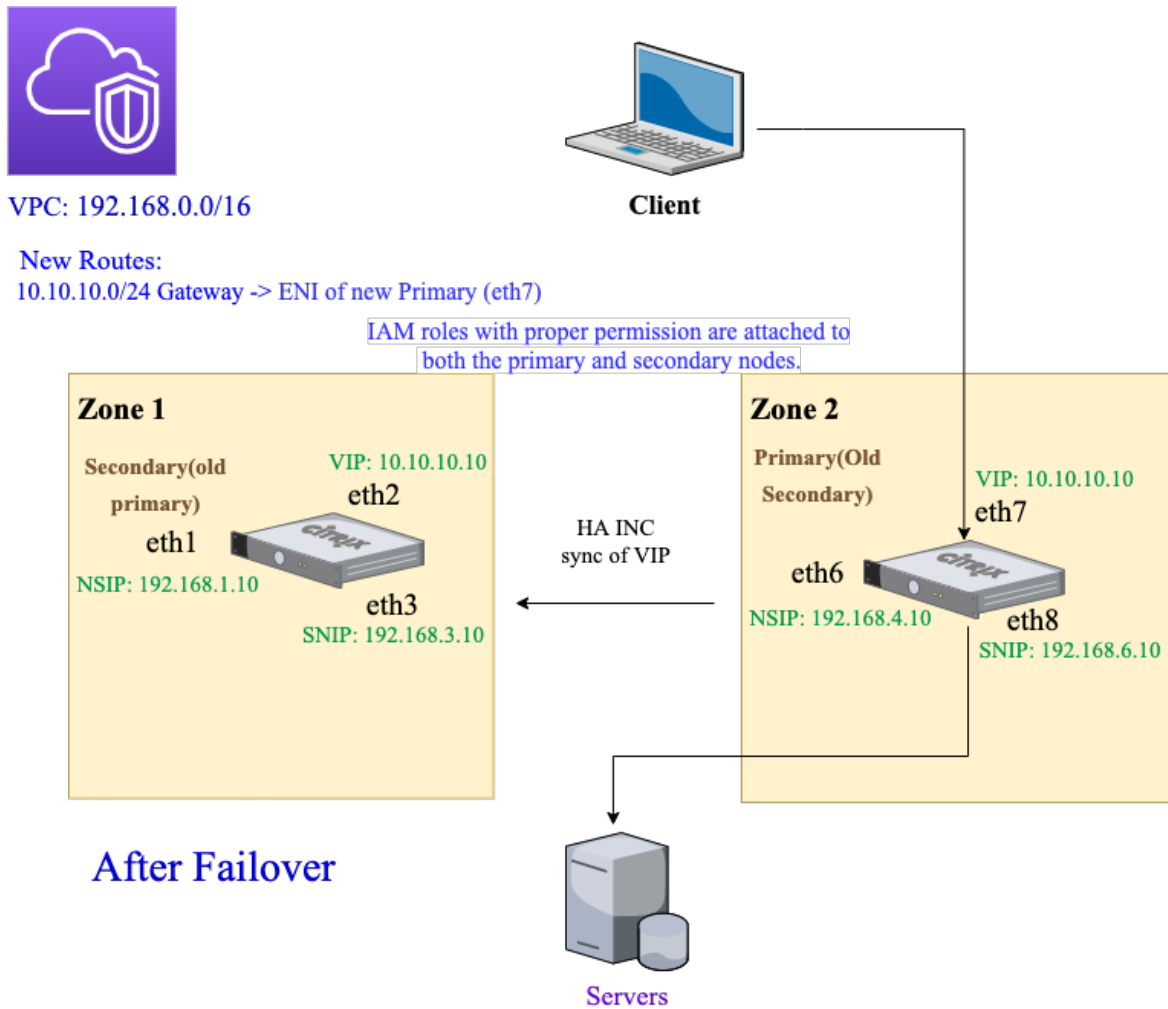 Client
VPC: 192.168.0.0/16
New Routes:
10.10.10.0/24 Gateway -> ENI of new Primary (eth7)
IAM roles with proper permission are attached to
both the primary and secondary nodes.
Zone 1
Secondary(old
primary)
VIP: 10.10.10.10
eth2
eth1
CITRIX
NSIP: 192.168.1.10
eth3
SNIP: 192.168.3.10
HA INC
sync of VIP
Zone 2
Primary(Old
Secondary)
VIP: 10.10.10.10
eth7
eth6
CITRIX
NSIP: 192.168.4.10
eth8
SNIP: 192.168.6.10
After Failover
Servers